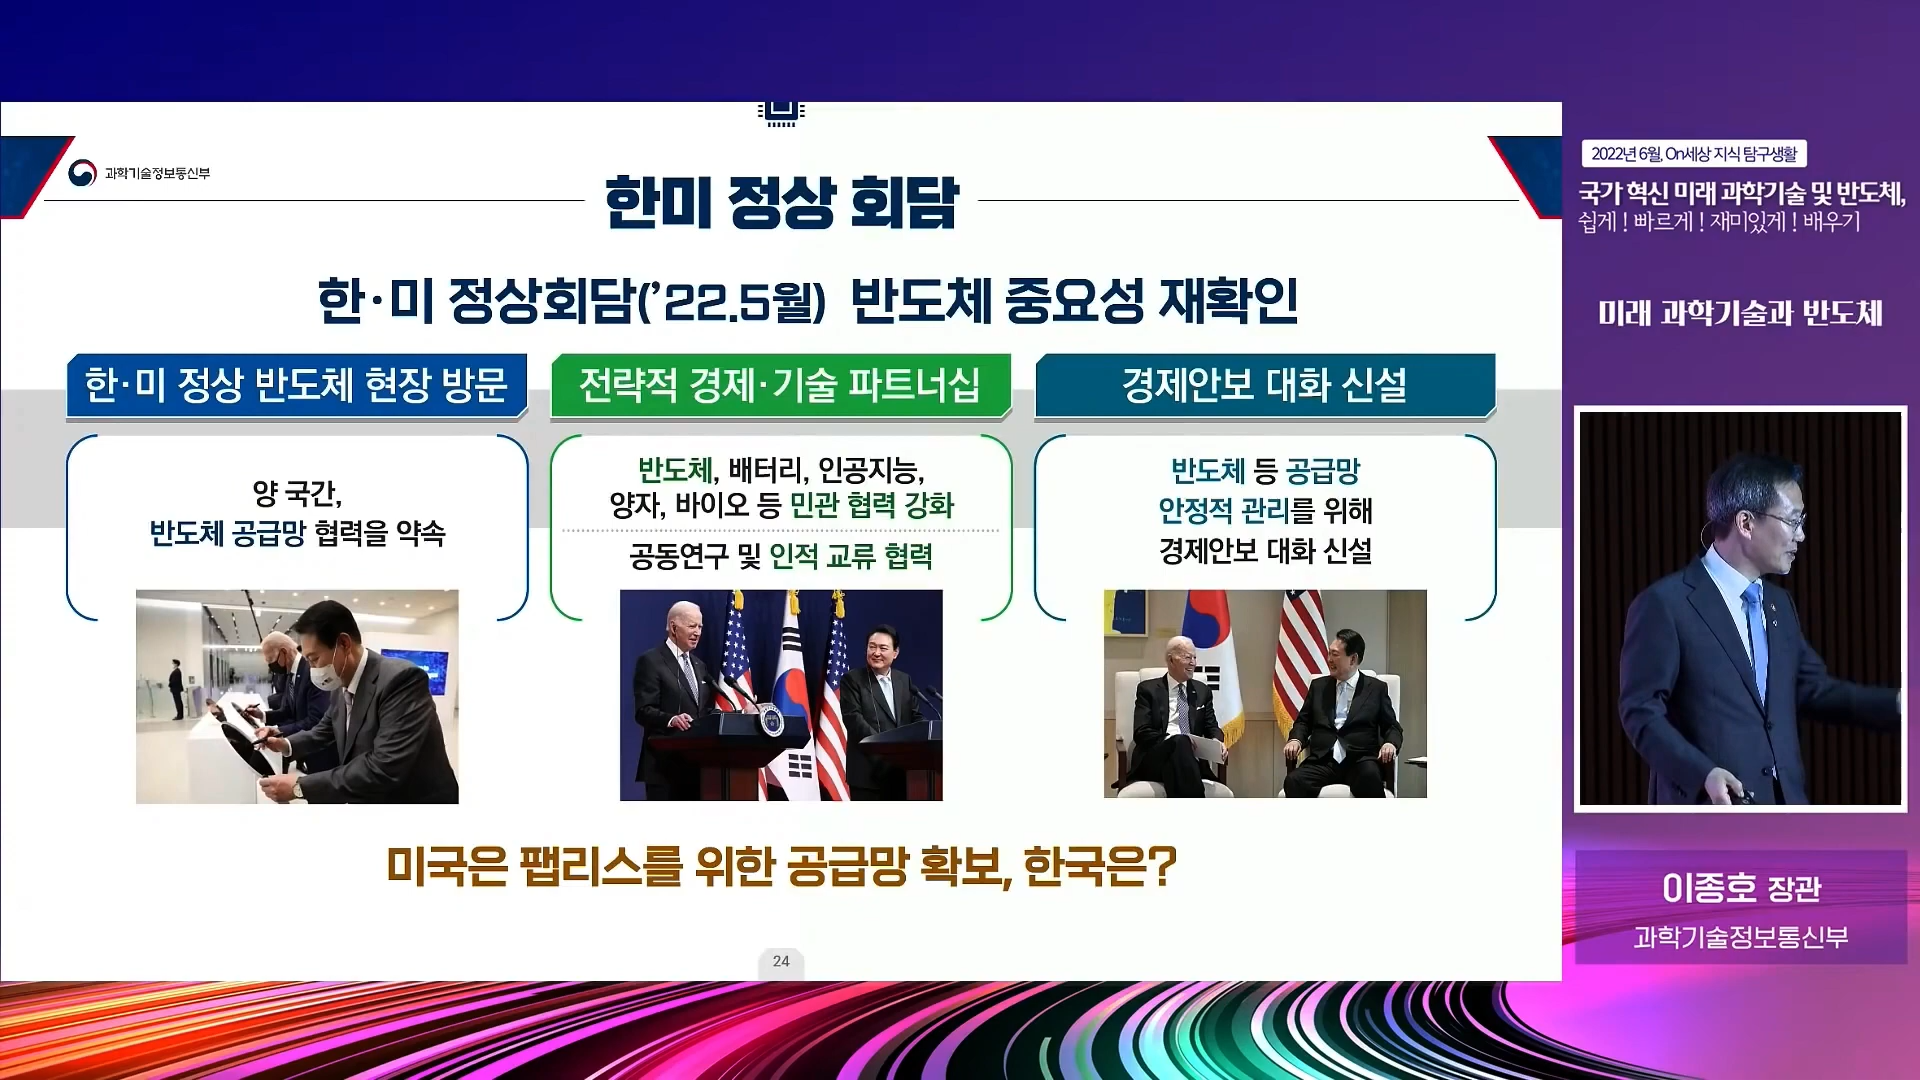 과학기술정보통신부
한미 정상 회담
한·미 정상회담('22.5월) 반도체 중요성 재확인
한·미 정상 반도체 현장 방문
양 국간,
반도체 공급망 협력을 약속
전략적 경제·기술 파트너십
반도체, 배터리, 인공지능,
양자, 바이오 등 민관 협력 강화
공동연구 및 인적 교류 협력
경제안보 대화 신설
반도체 등 공급망
안정적 관리를 위해
경제안보 대화 신설
미국은 팹리스를 위한 공급망 확보, 한국은?
24
2022년 6월, On세상 지식 탐구생활
국가 혁신 미래 과학기술 및 반도체,
쉽게 ! 빠르게 ! 재미있게 ! 배우기
미래 과학기술과 반도체
이종호 장관
과학기술정보통신부